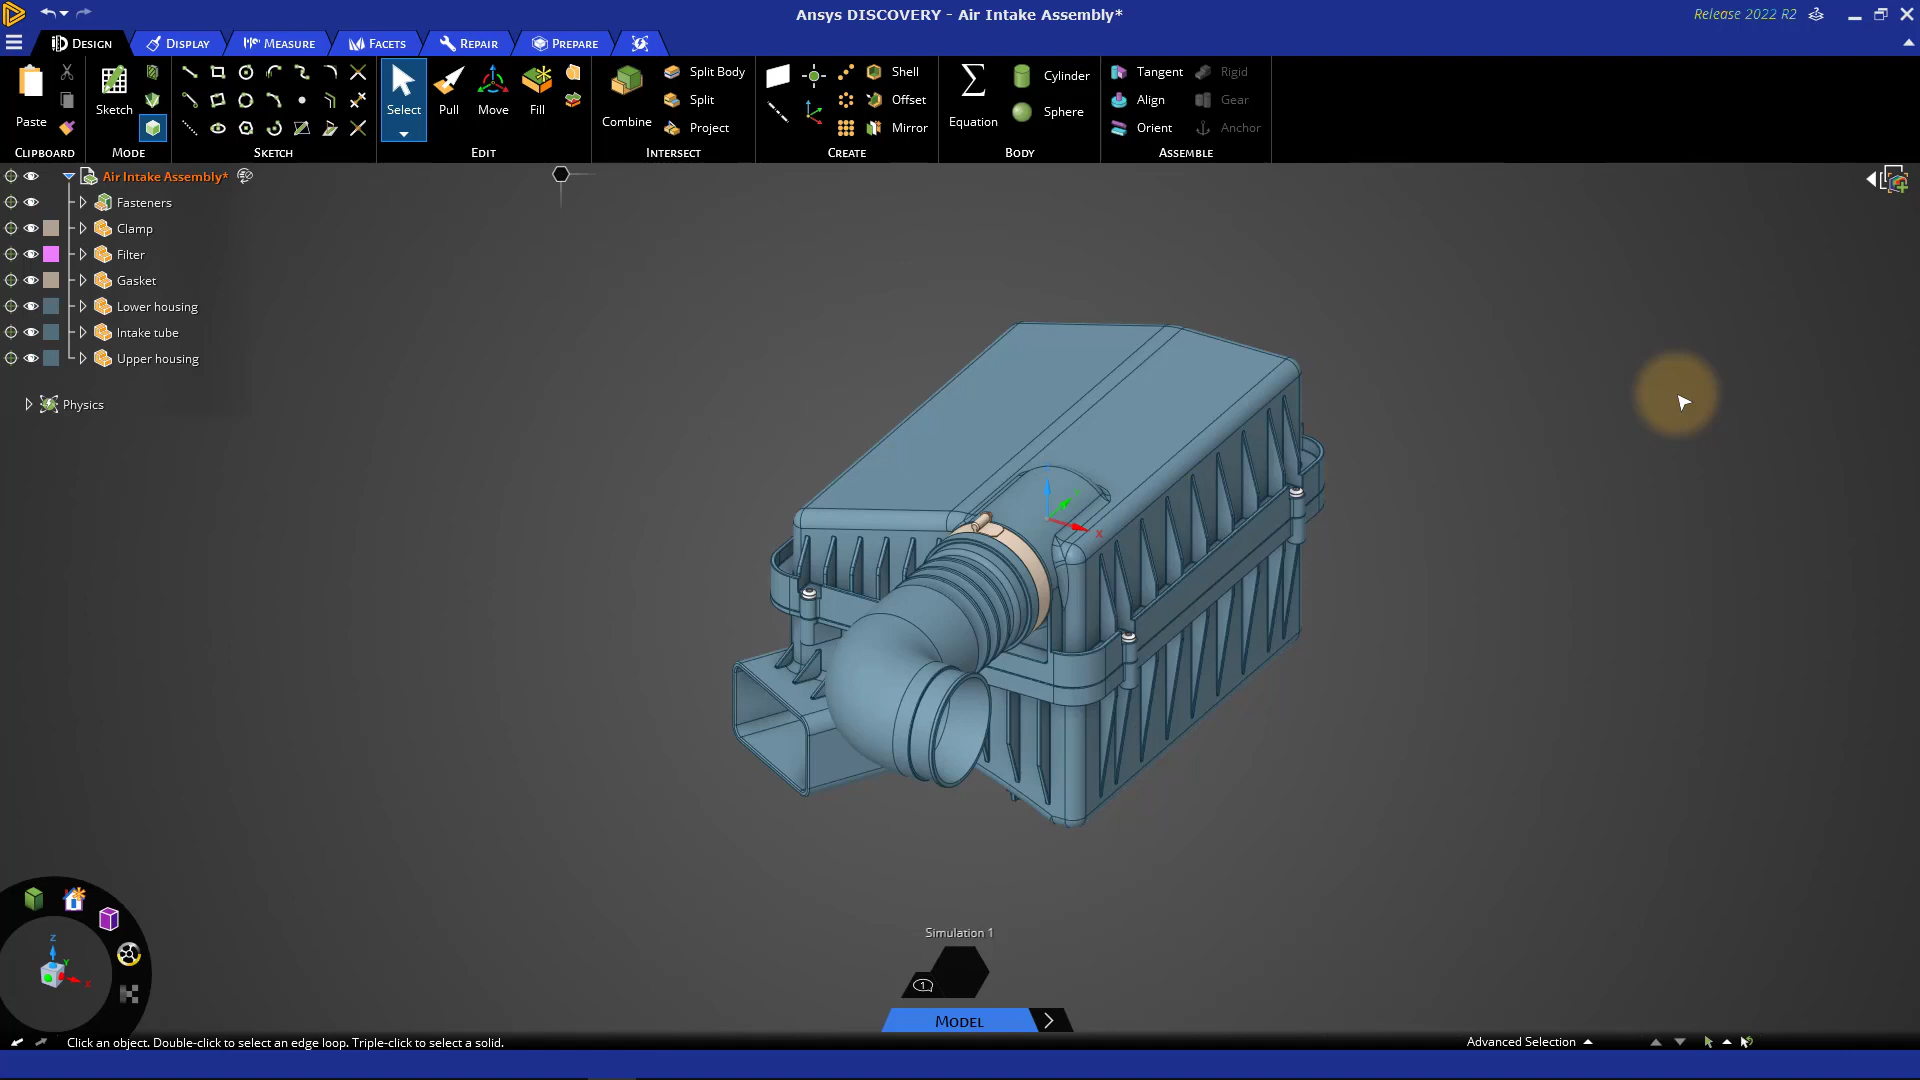 Ansys DISCOVERY - Air Intake Assembly*
Release 2022 R2
DESIGN DISPLAY MEASURE FACETS REPAIR PREPARE
Paste
CLIPBOARD
Sketch
MODE
SKETCH
Select Pull Move Fill
EDIT
Combine Split Body
Split
Project
INTERSECT
Shell
Offset
Mirror
CREATE
Equation Cylinder
Sphere
BODY
Tangent Rigid
Align Gear
Orient Anchor
ASSEMBLE
Air Intake Assembly*
Fasteners
Clamp
Filter
Gasket
Lower housing
Intake tube
Upper housing
Physics
X
Simulation 1
1
MODEL
Z
Y
X
Click an object. Double-click to select an edge loop. Triple-click to select a solid.
Advanced Selection